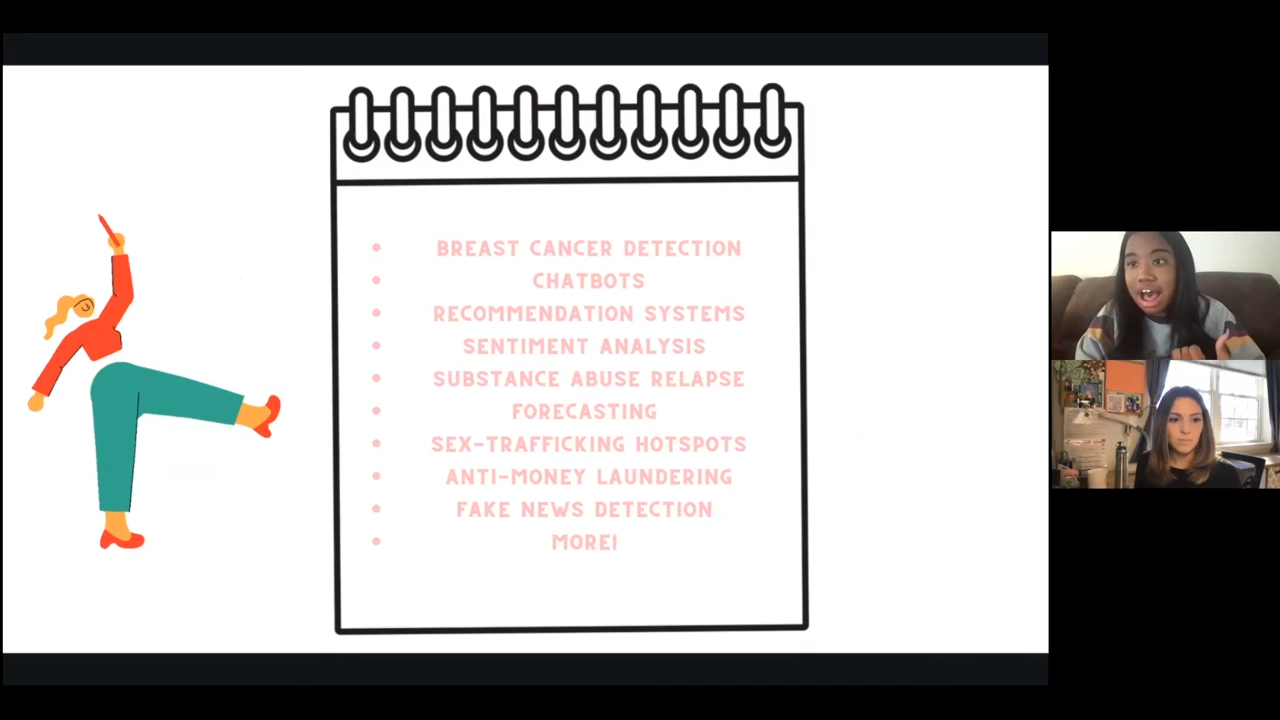 BREAST CANCER DETECTION
CHATBOTS
RECOMMENDATION SYSTEMS
SENTIMENT ANALYSIS
SUBSTANCE ABUSE RELAPSE
FORECASTING
SEX-TRAFFICKING HOTSPOTS
ANTI-MONEY LAUNDERING
FAKE NEWS DETECTION
MORE!